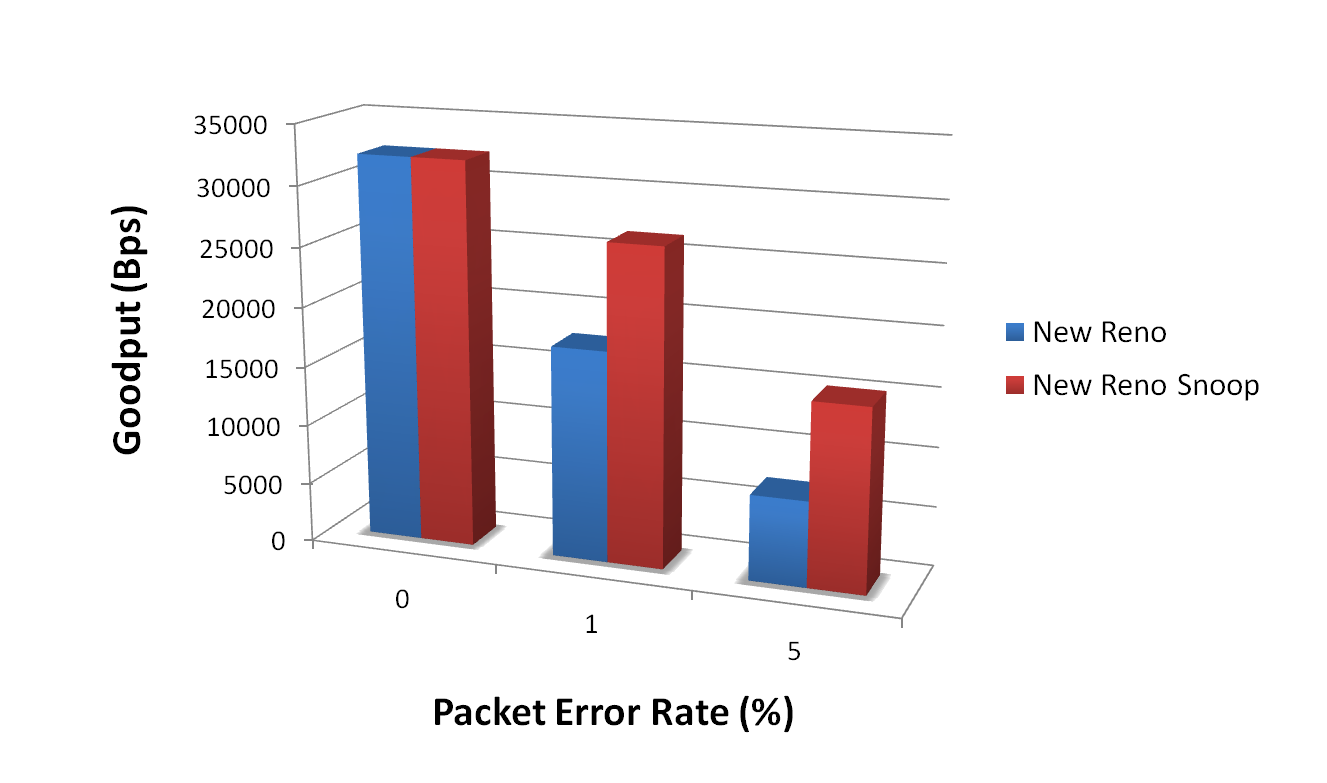 35000
30000
25000
20000
15000
10000
5000
0
Goodput (Bps)
0
1
5
Packet Error Rate (%)
New Reno
New Reno Snoop